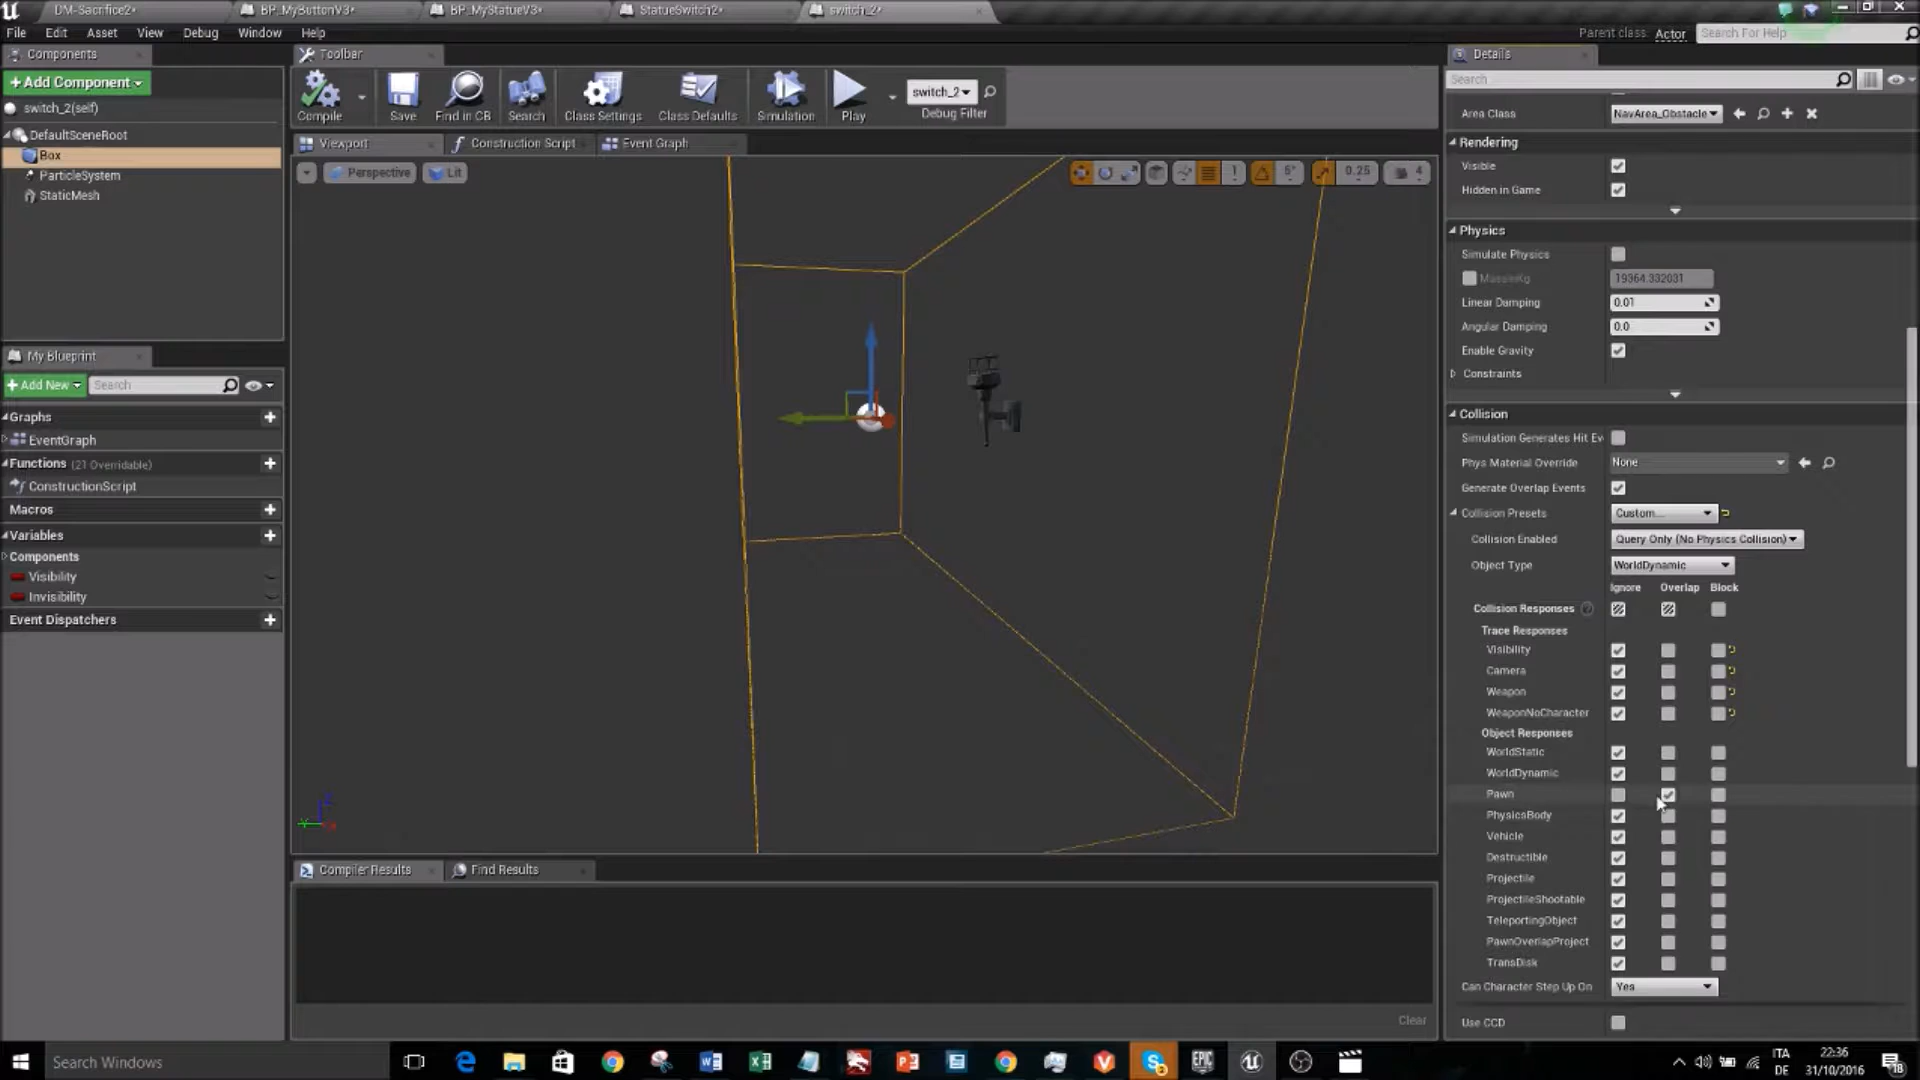 DM-Sacrifice2*
BP_MyButtonV3*
BP_MyStatueV3*
StatueSwitch2*
switch_2*
File Edit Asset View Debug Window Help
Parent class: Actor
Search For Help
Components
+Add Component
switch_2(self)
DefaultSceneRoot
Box
ParticleSystem
StaticMesh
My Blueprint
+Add New
Search
Graphs
EventGraph
Functions (21 Overridable)
ConstructionScript
Macros
Variables
Components
Visibility
Invisibility
Event Dispatchers
Toolbar
Compile
Save
Find in CB
Search
Class Settings
Class Defaults
Simulation
Play
switch_2
Debug Filter
Viewport
Construction Script
Event Graph
Perspective
Lit
1
5°
0.25
4
Compiler Results
Find Results
Clear
Details
Search
Area Class NavArea_Obstacle
Rendering
Visible
Hidden in Game
Physics
Simulate Physics
MassInKg 19364.332031
Linear Damping 0.01
Angular Damping 0.0
Enable Gravity
Constraints
Collision
Simulation Generates Hit Ev
Phys Material Override None
Generate Overlap Events
Collision Presets Custom...
Collision Enabled Query Only (No Physics Collision)
Object Type WorldDynamic
Ignore Overlap Block
Collision Responses
Trace Responses
Visibility
Camera
Weapon
WeaponNoCharacter
Object Responses
WorldStatic
WorldDynamic
Pawn
PhysicsBody
Vehicle
Destructible
Projectile
ProjectileShootable
TeleportingObject
PawnOverlapProject
TransDisk
Can Character Step Up On Yes
Use CCD
Search Windows
ITA
DE
22:36
31/10/2016
18